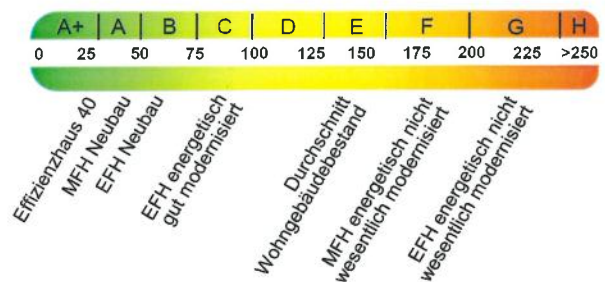 A+ A B C D E F G H
0 25 50 75 100 125 150 175 200 225 >250
Effizienzhaus 40
MFH Neubau
EFH Neubau
EFH energetisch
gut modernisiert
Durchschnitt
Wohngebäudebestand
MFH energetisch nicht
wesentlich modernisiert
EFH energetisch nicht
wesentlich modernisiert